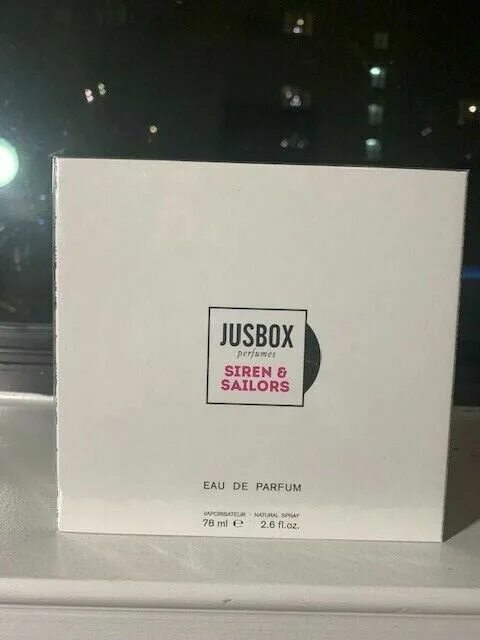 JUSBOX
perfumes
SIREN &
SAILORS
EAU DE PARFUM
VAPORISATEUR - NATURAL SPRAY
78 ml ℮ 2.6 fl.oz.